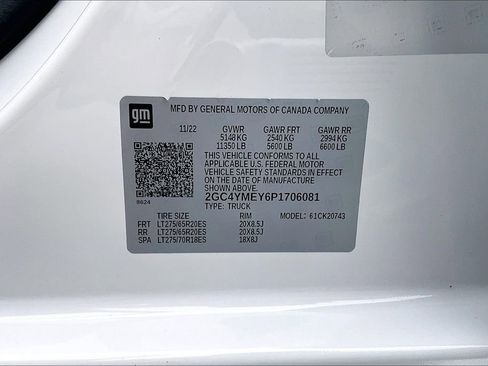 gm
MFD BY GENERAL MOTORS OF CANADA COMPANY
11/22 GVWR GAWR FRT GAWR RR
5148 KG 2540 KG 2994 KG
11350 LB 5600 LB 6600 LB
THIS VEHICLE CONFORMS TO ALL
APPLICABLE U.S. FEDERAL MOTOR
VEHICLE SAFETY STANDARDS IN EFFECT
ON THE DATE OF MANUFACTURE
SHOWN ABOVE.
2GC4YMEY6P1706081
8624 TYPE: TRUCK
TIRE SIZE RIM MODEL: 61CK20743
FRT LT275/65R20ES 20X8.5J
RR LT275/65R20ES 20X8.5J
SPA LT275/70R18ES 18X8J